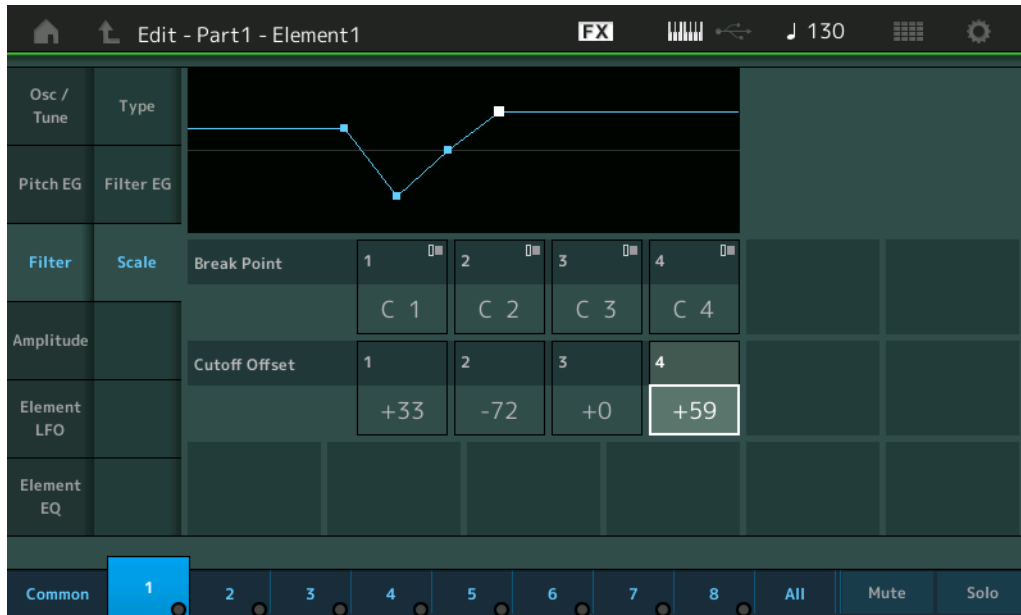 Edit - Part1 - Element1
FX
♩ 130
Osc /
Tune
Type
Pitch EG
Filter EG
Filter
Scale
Break Point
1
2
3
4
C 1
C 2
C 3
C 4
Amplitude
Cutoff Offset
1
2
3
4
+33
-72
+0
+59
Element
LFO
Element
EQ
Common
1
2
3
4
5
6
7
8
All
Mute
Solo